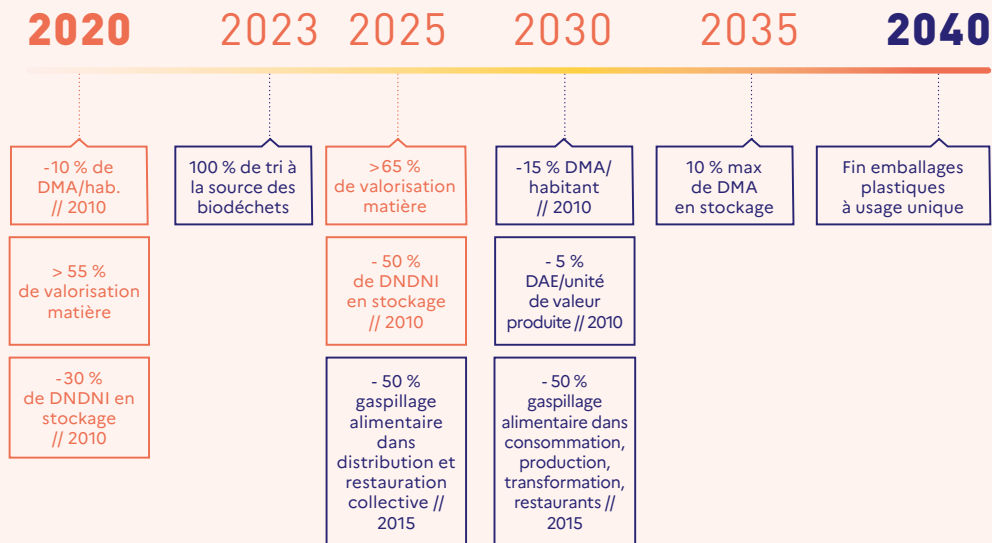 2020
2023
2025
2030
2035
2040
-10 % de
DMA/hab.
// 2010
> 55 %
de valorisation
matière
-30 %
de DNDNI en
stockage
// 2010
100 % de tri à
la source des
biodéchets
>65 %
de valorisation
matière
- 50 %
de DNDNI
en stockage
// 2010
- 50 %
gaspillage
alimentaire
dans
distribution et
restauration
collective //
2015
-15 % DMA/
habitant
// 2010
- 5 %
DAE/unité
de valeur
produite // 2010
- 50 %
gaspillage
alimentaire dans
consommation,
production,
transformation,
restaurants //
2015
10 % max
de DMA
en stockage
Fin emballages
plastiques
à usage unique